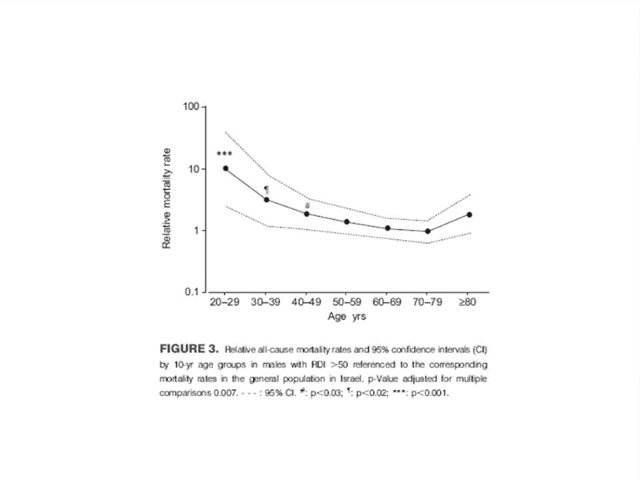 100
***
10
¶
#
1
0.1
Relative mortality rate
20–29 30–39 40–49 50–59 60–69 70–79 ≥80
Age yrs
FIGURE 3. Relative all-cause mortality rates and 95% confidence intervals (CI)
by 10-yr age groups in males with RDI >50 referenced to the corresponding
mortality rates in the general population in Israel. p-Value adjusted for multiple
comparisons 0.007. - - - : 95% CI. #: p<0.03; ¶: p<0.02; ***: p<0.001.